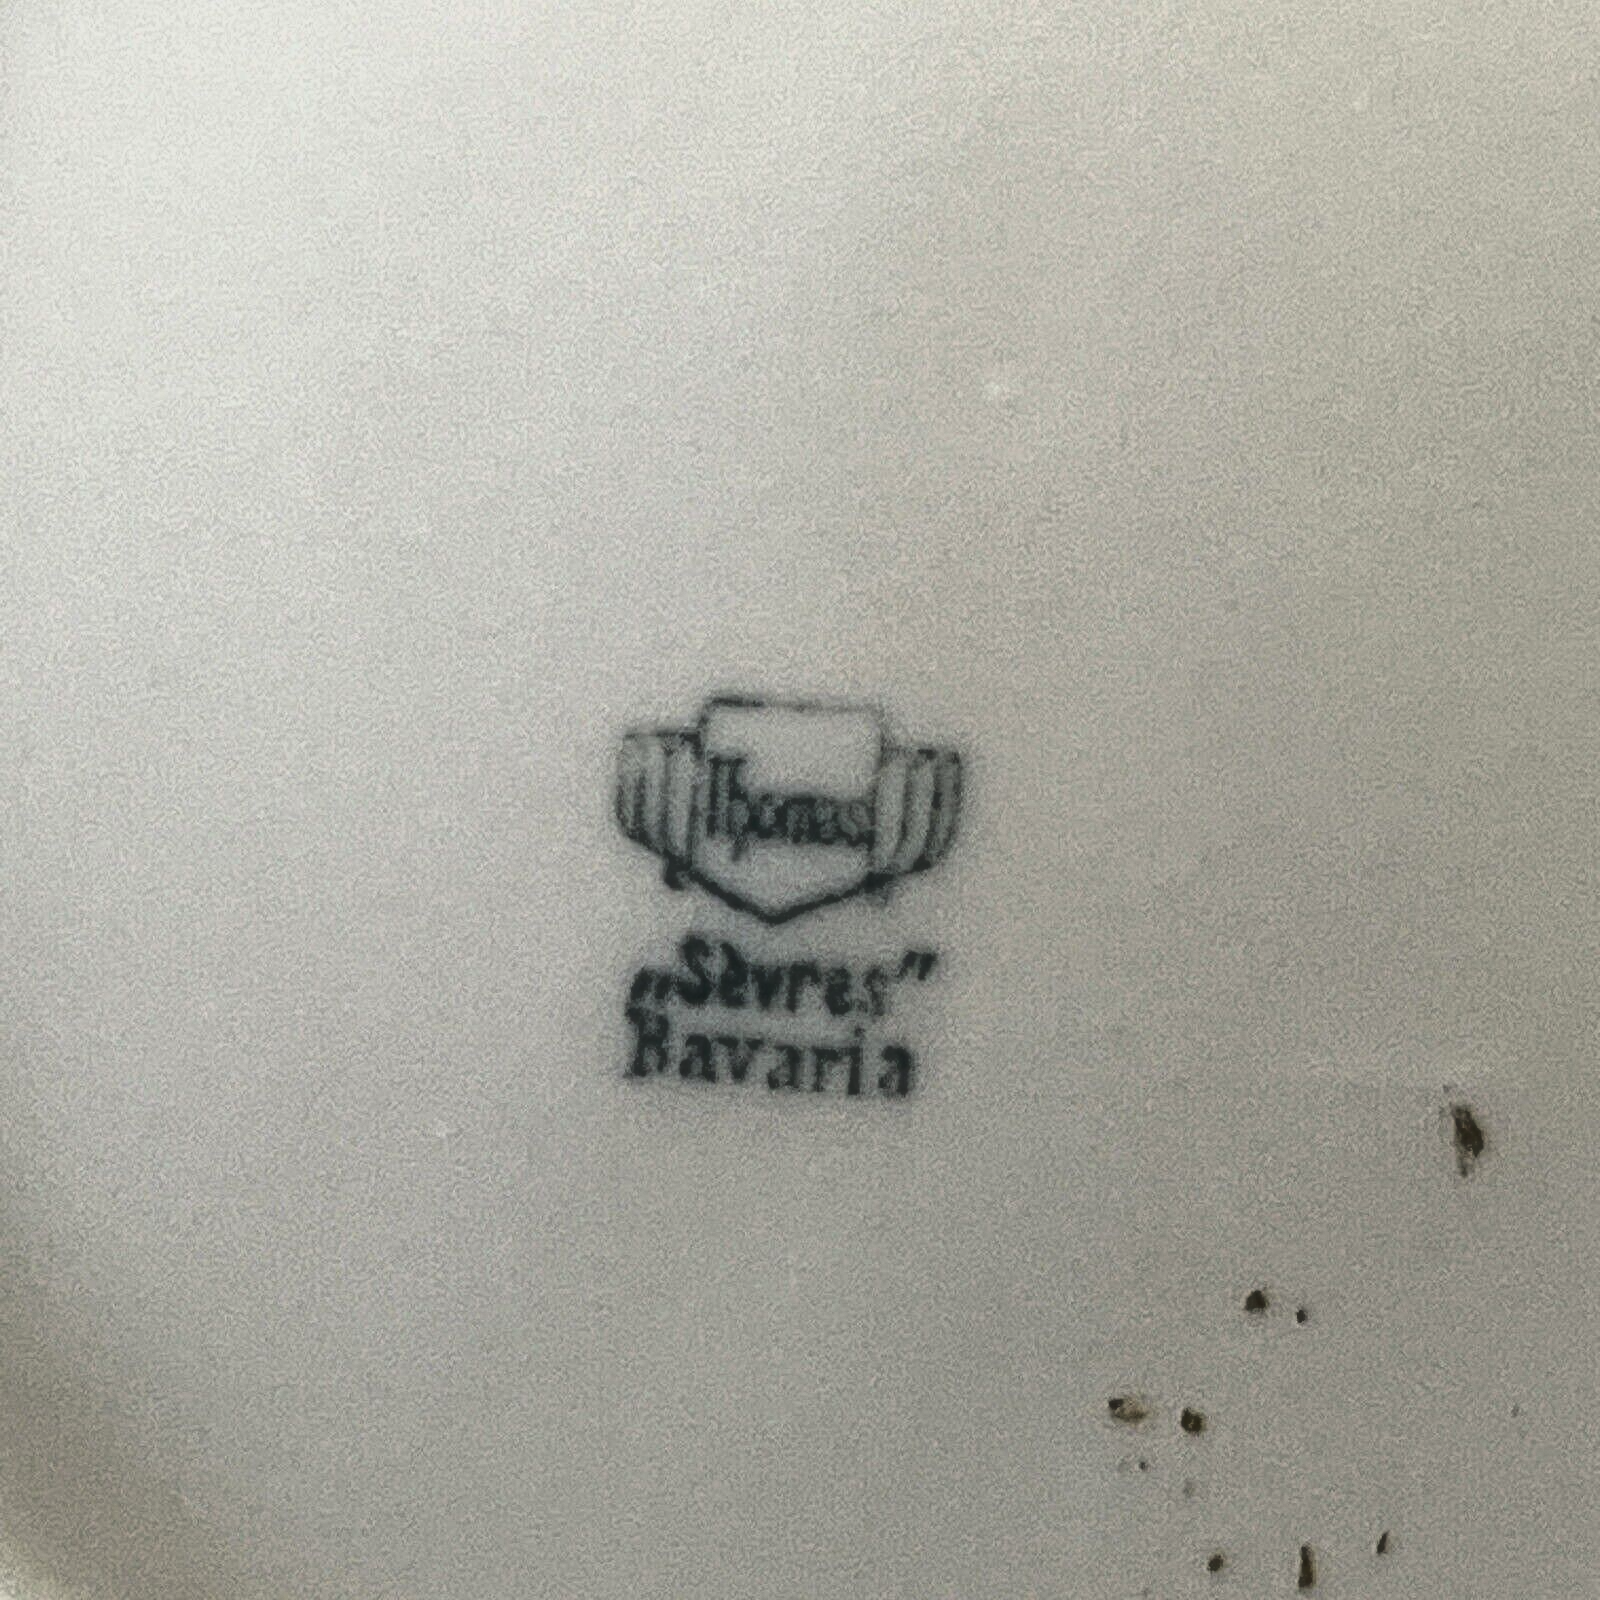 Thomas
„Sèvres"
Bavaria